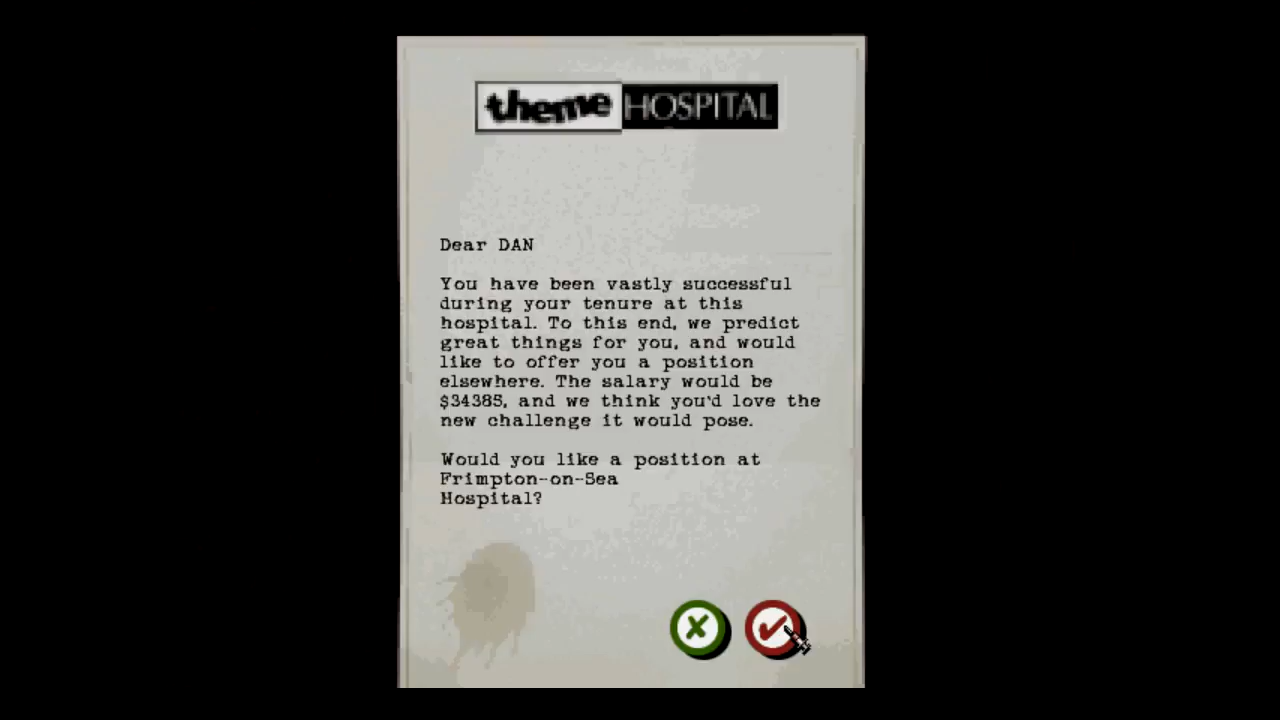 theme HOSPITAL
Dear DAN
You have been vastly successful
during your tenure at this
hospital. To this end, we predict
great things for you, and would
like to offer you a position
elsewhere. The salary would be
$34385, and we think you'd love the
new challenge it would pose.
Would you like a position at
Frimpton-on-Sea
Hospital?